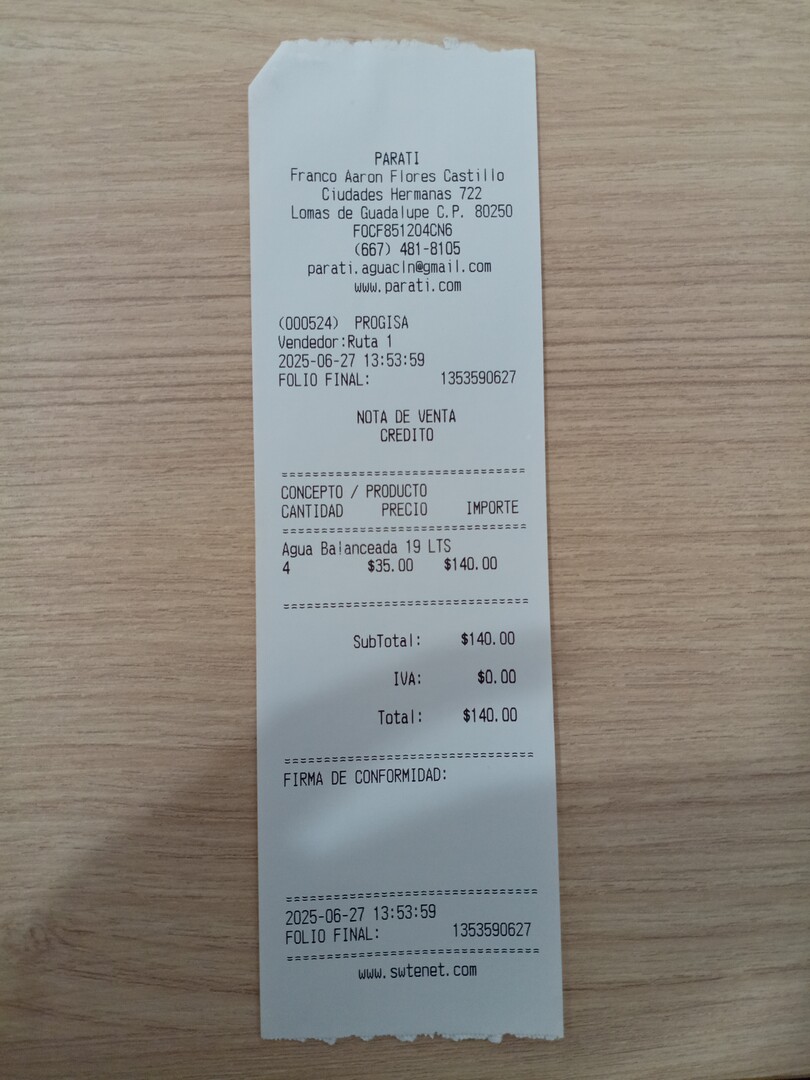 PARATI
Franco Aaron Flores Castillo
Ciudades Hermanas 722
Lomas de Guadalupe C.P. 80250
FOCF851204CN6
(667) 481-8105
parati.aguacln@gmail.com
www.parati.com
(000524) PROGISA
Vendedor:Ruta 1
2025-06-27 13:53:59
FOLIO FINAL: 1353590627
NOTA DE VENTA
CREDITO
================================
CONCEPTO / PRODUCTO
CANTIDAD PRECIO IMPORTE
================================
Agua Balanceada 19 LTS
4 $35.00 $140.00
================================
SubTotal: $140.00
IVA: $0.00
Total: $140.00
================================
FIRMA DE CONFORMIDAD:
================================
2025-06-27 13:53:59
FOLIO FINAL: 1353590627
================================
www.swtenet.com